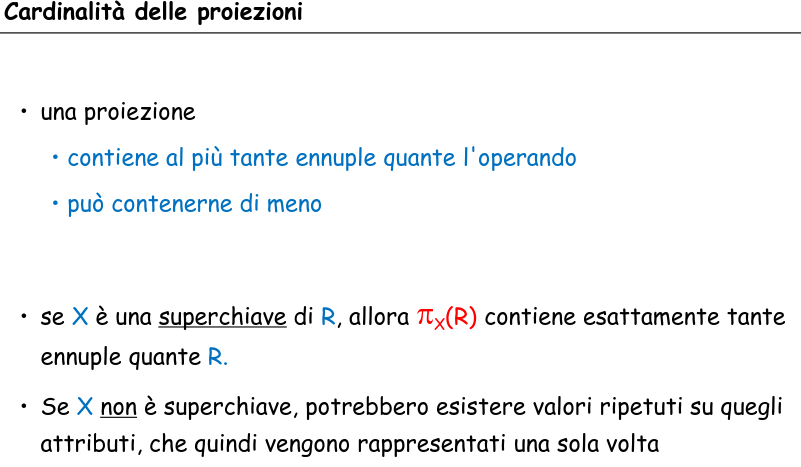 Cardinalità delle proiezioni
• una proiezione
• contiene al più tante ennuple quante l'operando
• può contenerne di meno
• se X è una superchiave di R, allora πX(R) contiene esattamente tante
ennuple quante R.
• Se X non è superchiave, potrebbero esistere valori ripetuti su quegli
attributi, che quindi vengono rappresentati una sola volta